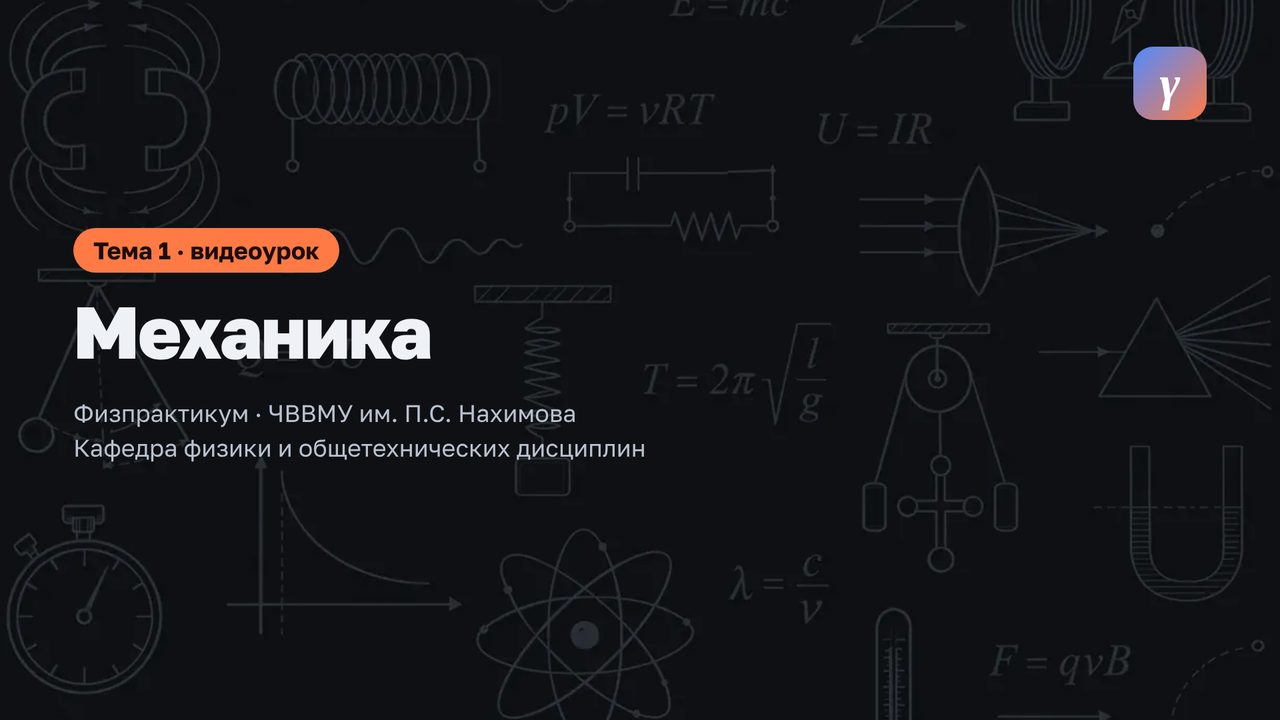 E = mc
γ
pV = νRT
U = IR
Тема 1 · видеоурок
Механика
T = 2π√l/g
Физпрактикум · ЧВВМУ им. П.С. Нахимова
Кафедра физики и общетехнических дисциплин
λ = c/ν
F = qvB